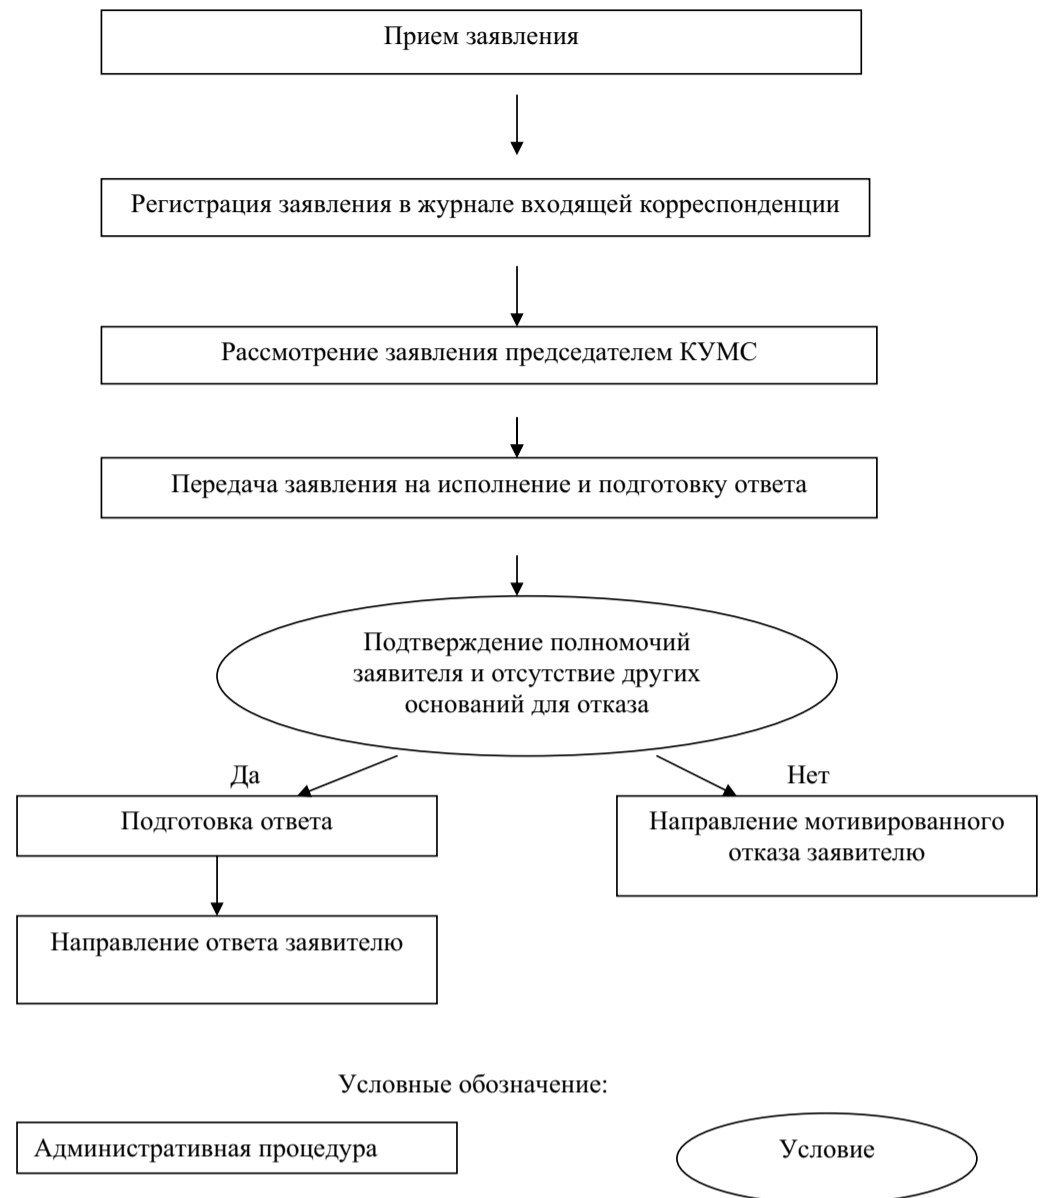 Прием заявления
Регистрация заявления в журнале входящей корреспонденции
Рассмотрение заявления председателем КУМС
Передача заявления на исполнение и подготовку ответа
Подтверждение полномочий
заявителя и отсутствие других
оснований для отказа
Да
Нет
Подготовка ответа
Направление мотивированного
отказа заявителю
Направление ответа заявителю
Условные обозначение:
Административная процедура
Условие